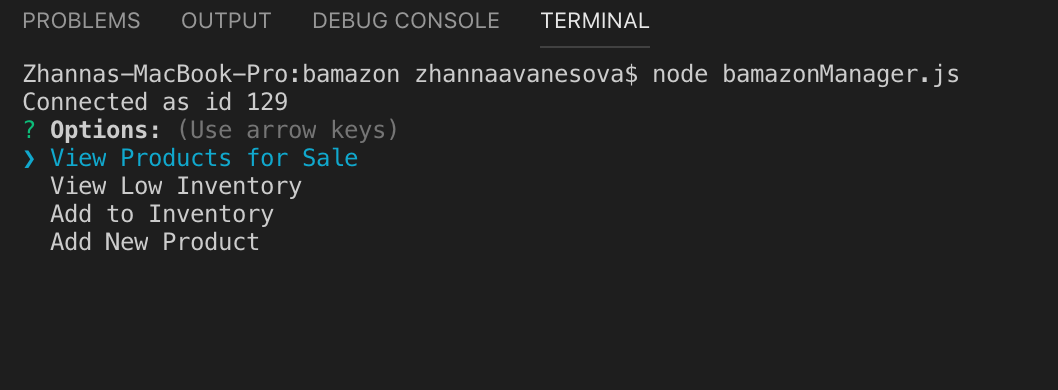 PROBLEMS OUTPUT DEBUG CONSOLE TERMINAL
Zhannas-MacBook-Pro:bamazon zhannaavanesova$ node bamazonManager.js
Connected as id 129
? Options: (Use arrow keys)
❯ View Products for Sale
View Low Inventory
Add to Inventory
Add New Product